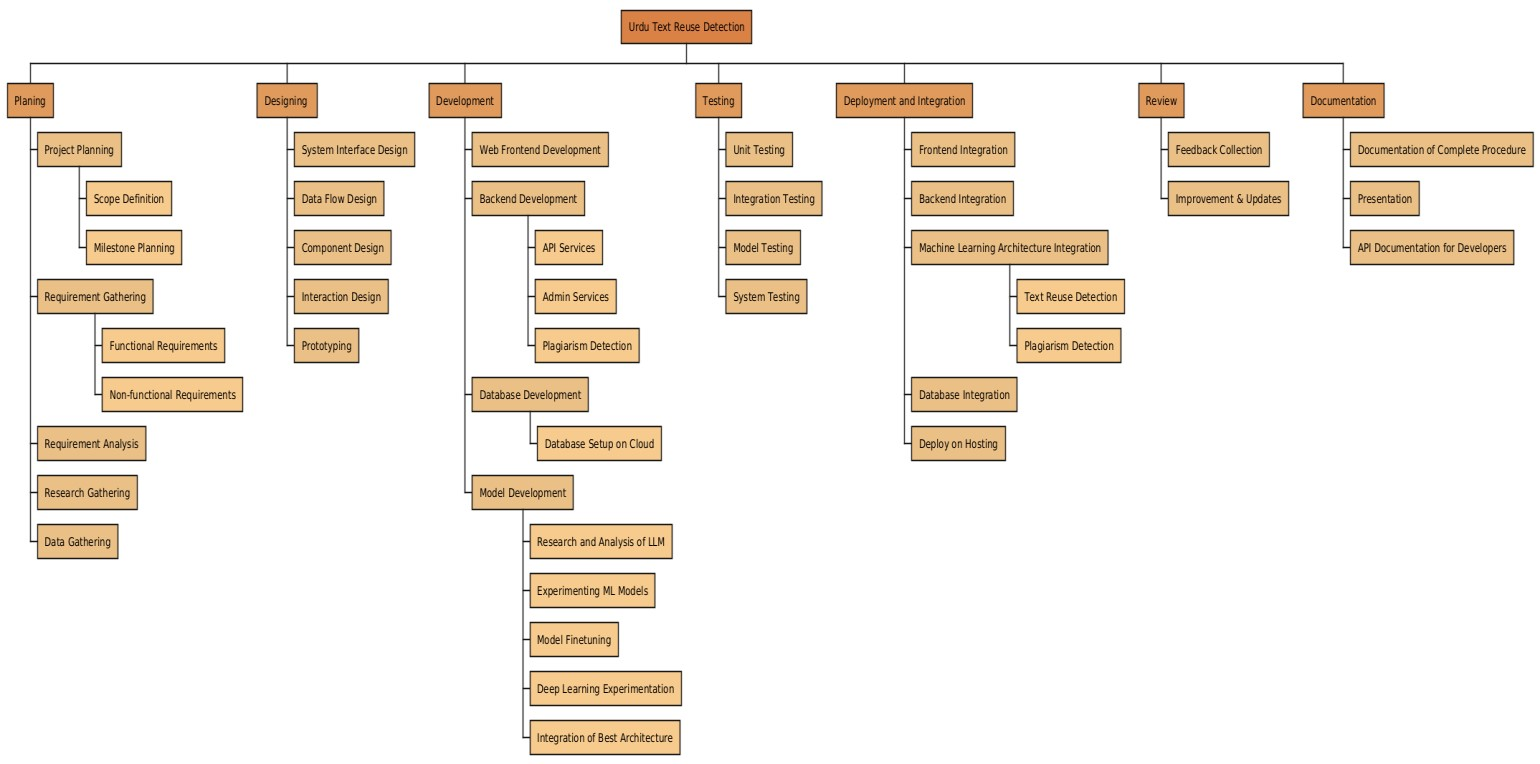 Urdu Text Reuse Detection
Planing
Project Planning
Scope Definition
Milestone Planning
Requirement Gathering
Functional Requirements
Non-functional Requirements
Requirement Analysis
Research Gathering
Data Gathering
Designing
System Interface Design
Data Flow Design
Component Design
Interaction Design
Prototyping
Development
Web Frontend Development
Backend Development
API Services
Admin Services
Plagiarism Detection
Database Development
Database Setup on Cloud
Model Development
Research and Analysis of LLM
Experimenting ML Models
Model Finetuning
Deep Learning Experimentation
Integration of Best Architecture
Testing
Unit Testing
Integration Testing
Model Testing
System Testing
Deployment and Integration
Frontend Integration
Backend Integration
Machine Learning Architecture Integration
Text Reuse Detection
Plagiarism Detection
Database Integration
Deploy on Hosting
Review
Feedback Collection
Improvement & Updates
Documentation
Documentation of Complete Procedure
Presentation
API Documentation for Developers